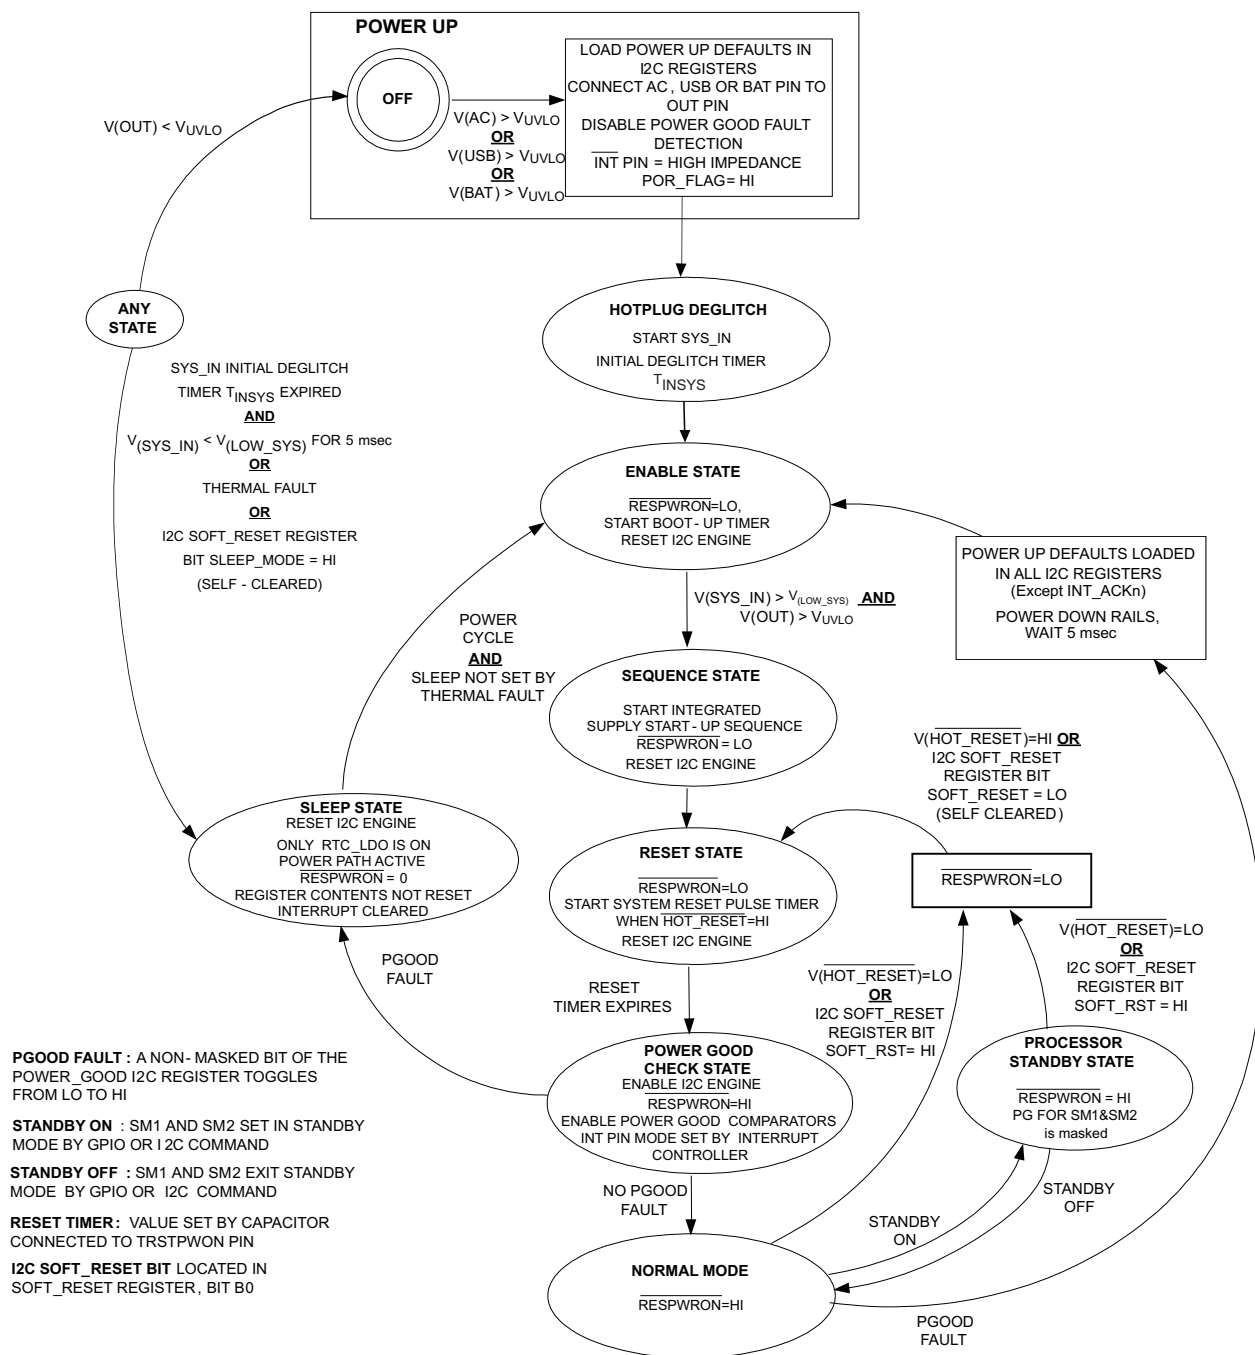 POWER UP
OFF
V(AC) > VUVLO
OR
V(USB) > VUVLO
OR
V(BAT) > VUVLO
LOAD POWER UP DEFAULTS IN
I2C REGISTERS
CONNECT AC, USB OR BAT PIN TO
OUT PIN
DISABLE POWER GOOD FAULT
DETECTION
INT PIN = HIGH IMPEDANCE
POR_FLAG= HI
V(OUT) < VUVLO
ANY
STATE
SYS_IN INITIAL DEGLITCH
TIMER TINSYS EXPIRED
AND
V(SYS_IN) < V(LOW_SYS) FOR 5 msec
OR
THERMAL FAULT
OR
I2C SOFT_RESET REGISTER
BIT SLEEP_MODE = HI
(SELF - CLEARED)
HOTPLUG DEGLITCH
START SYS_IN
INITIAL DEGLITCH TIMER
TINSYS
ENABLE STATE
RESPWRON=LO,
START BOOT- UP TIMER
RESET I2C ENGINE
V(SYS_IN) > V(LOW_SYS) AND
V(OUT) > VUVLO
POWER UP DEFAULTS LOADED
IN ALL I2C REGISTERS
(Except INT_ACKn)
POWER DOWN RAILS,
WAIT 5 msec
POWER
CYCLE
AND
SLEEP NOT SET BY
THERMAL FAULT
SEQUENCE STATE
START INTEGRATED
SUPPLY START- UP SEQUENCE
RESPWRON = LO
RESET I2C ENGINE
V(HOT_RESET)=HI OR
I2C SOFT_RESET
REGISTER BIT
SOFT_RESET = LO
(SELF CLEARED)
SLEEP STATE
RESET I2C ENGINE
ONLY RTC_LDO IS ON
POWER PATH ACTIVE
RESPWRON = 0
REGISTER CONTENTS NOT RESET
INTERRUPT CLEARED
RESET STATE
RESPWRON=LO
START SYSTEM RESET PULSE TIMER
WHEN HOT_RESET=HI
RESET I2C ENGINE
RESPWRON=LO
V(HOT_RESET)=LO
OR
I2C SOFT_RESET
REGISTER BIT
SOFT_RST = HI
PGOOD
FAULT
RESET
TIMER EXPIRES
V(HOT_RESET)=LO
OR
I2C SOFT_RESET
REGISTER BIT
SOFT_RST= HI
POWER GOOD
CHECK STATE
ENABLE I2C ENGINE
RESPWRON=HI
ENABLE POWER GOOD COMPARATORS
INT PIN MODE SET BY INTERRUPT
CONTROLLER
PROCESSOR
STANDBY STATE
RESPWRON = HI
PG FOR SM1&SM2
is masked
PGOOD FAULT : A NON- MASKED BIT OF THE
POWER_GOOD I2C REGISTER TOGGLES
FROM LO TO HI
STANDBY ON : SM1 AND SM2 SET IN STANDBY
MODE BY GPIO OR I2C COMMAND
STANDBY OFF : SM1 AND SM2 EXIT STANDBY
MODE BY GPIO OR I2C COMMAND
RESET TIMER: VALUE SET BY CAPACITOR
CONNECTED TO TRSTPWON PIN
I2C SOFT_RESET BIT LOCATED IN
SOFT_RESET REGISTER, BIT B0
NO PGOOD
FAULT
STANDBY
ON
STANDBY
OFF
NORMAL MODE
RESPWRON=HI
PGOOD
FAULT